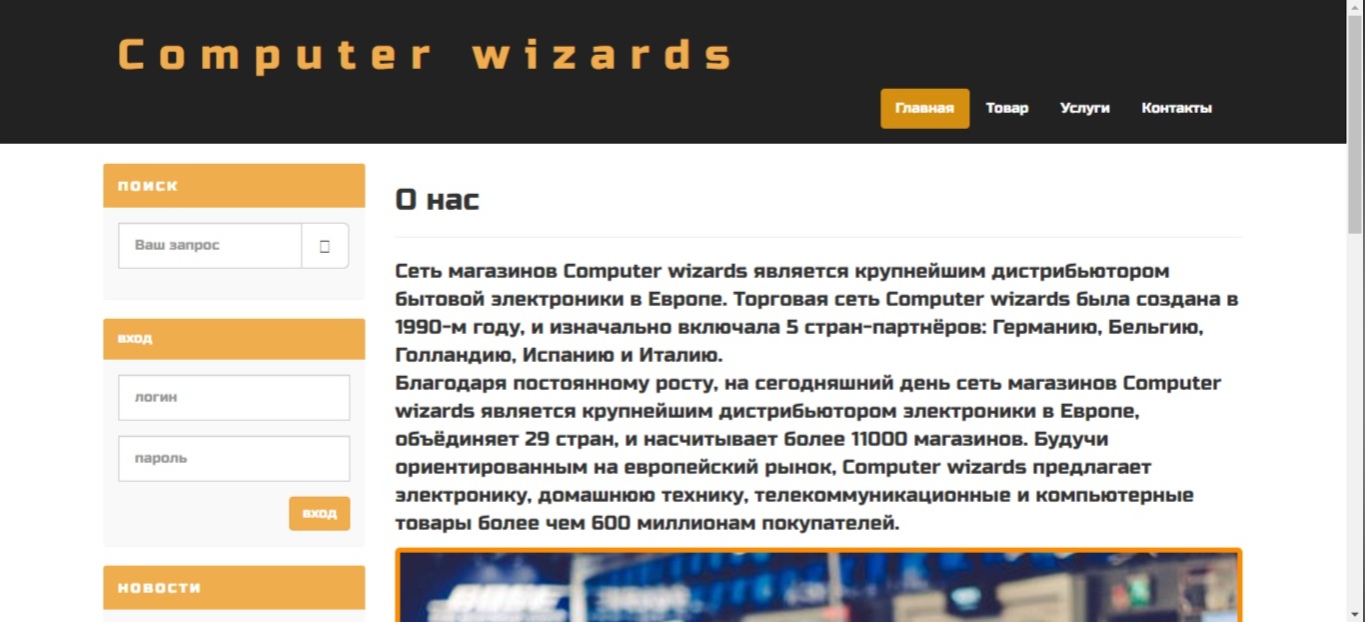 Computer wizards
Главная Товар Услуги Контакты
поиск
Ваш запрос
вход
логин
пароль
вход
новости
О нас
Сеть магазинов Computer wizards является крупнейшим дистрибьютором
бытовой электроники в Европе. Торговая сеть Computer wizards была создана в
1990-м году, и изначально включала 5 стран-партнёров: Германию, Бельгию,
Голландию, Испанию и Италию.
Благодаря постоянному росту, на сегодняшний день сеть магазинов Computer
wizards является крупнейшим дистрибьютором электроники в Европе,
объёдиняет 29 стран, и насчитывает более 11000 магазинов. Будучи
ориентированным на европейский рынок, Computer wizards предлагает
электронику, домашнюю технику, телекоммуникационные и компьютерные
товары более чем 600 миллионам покупателей.